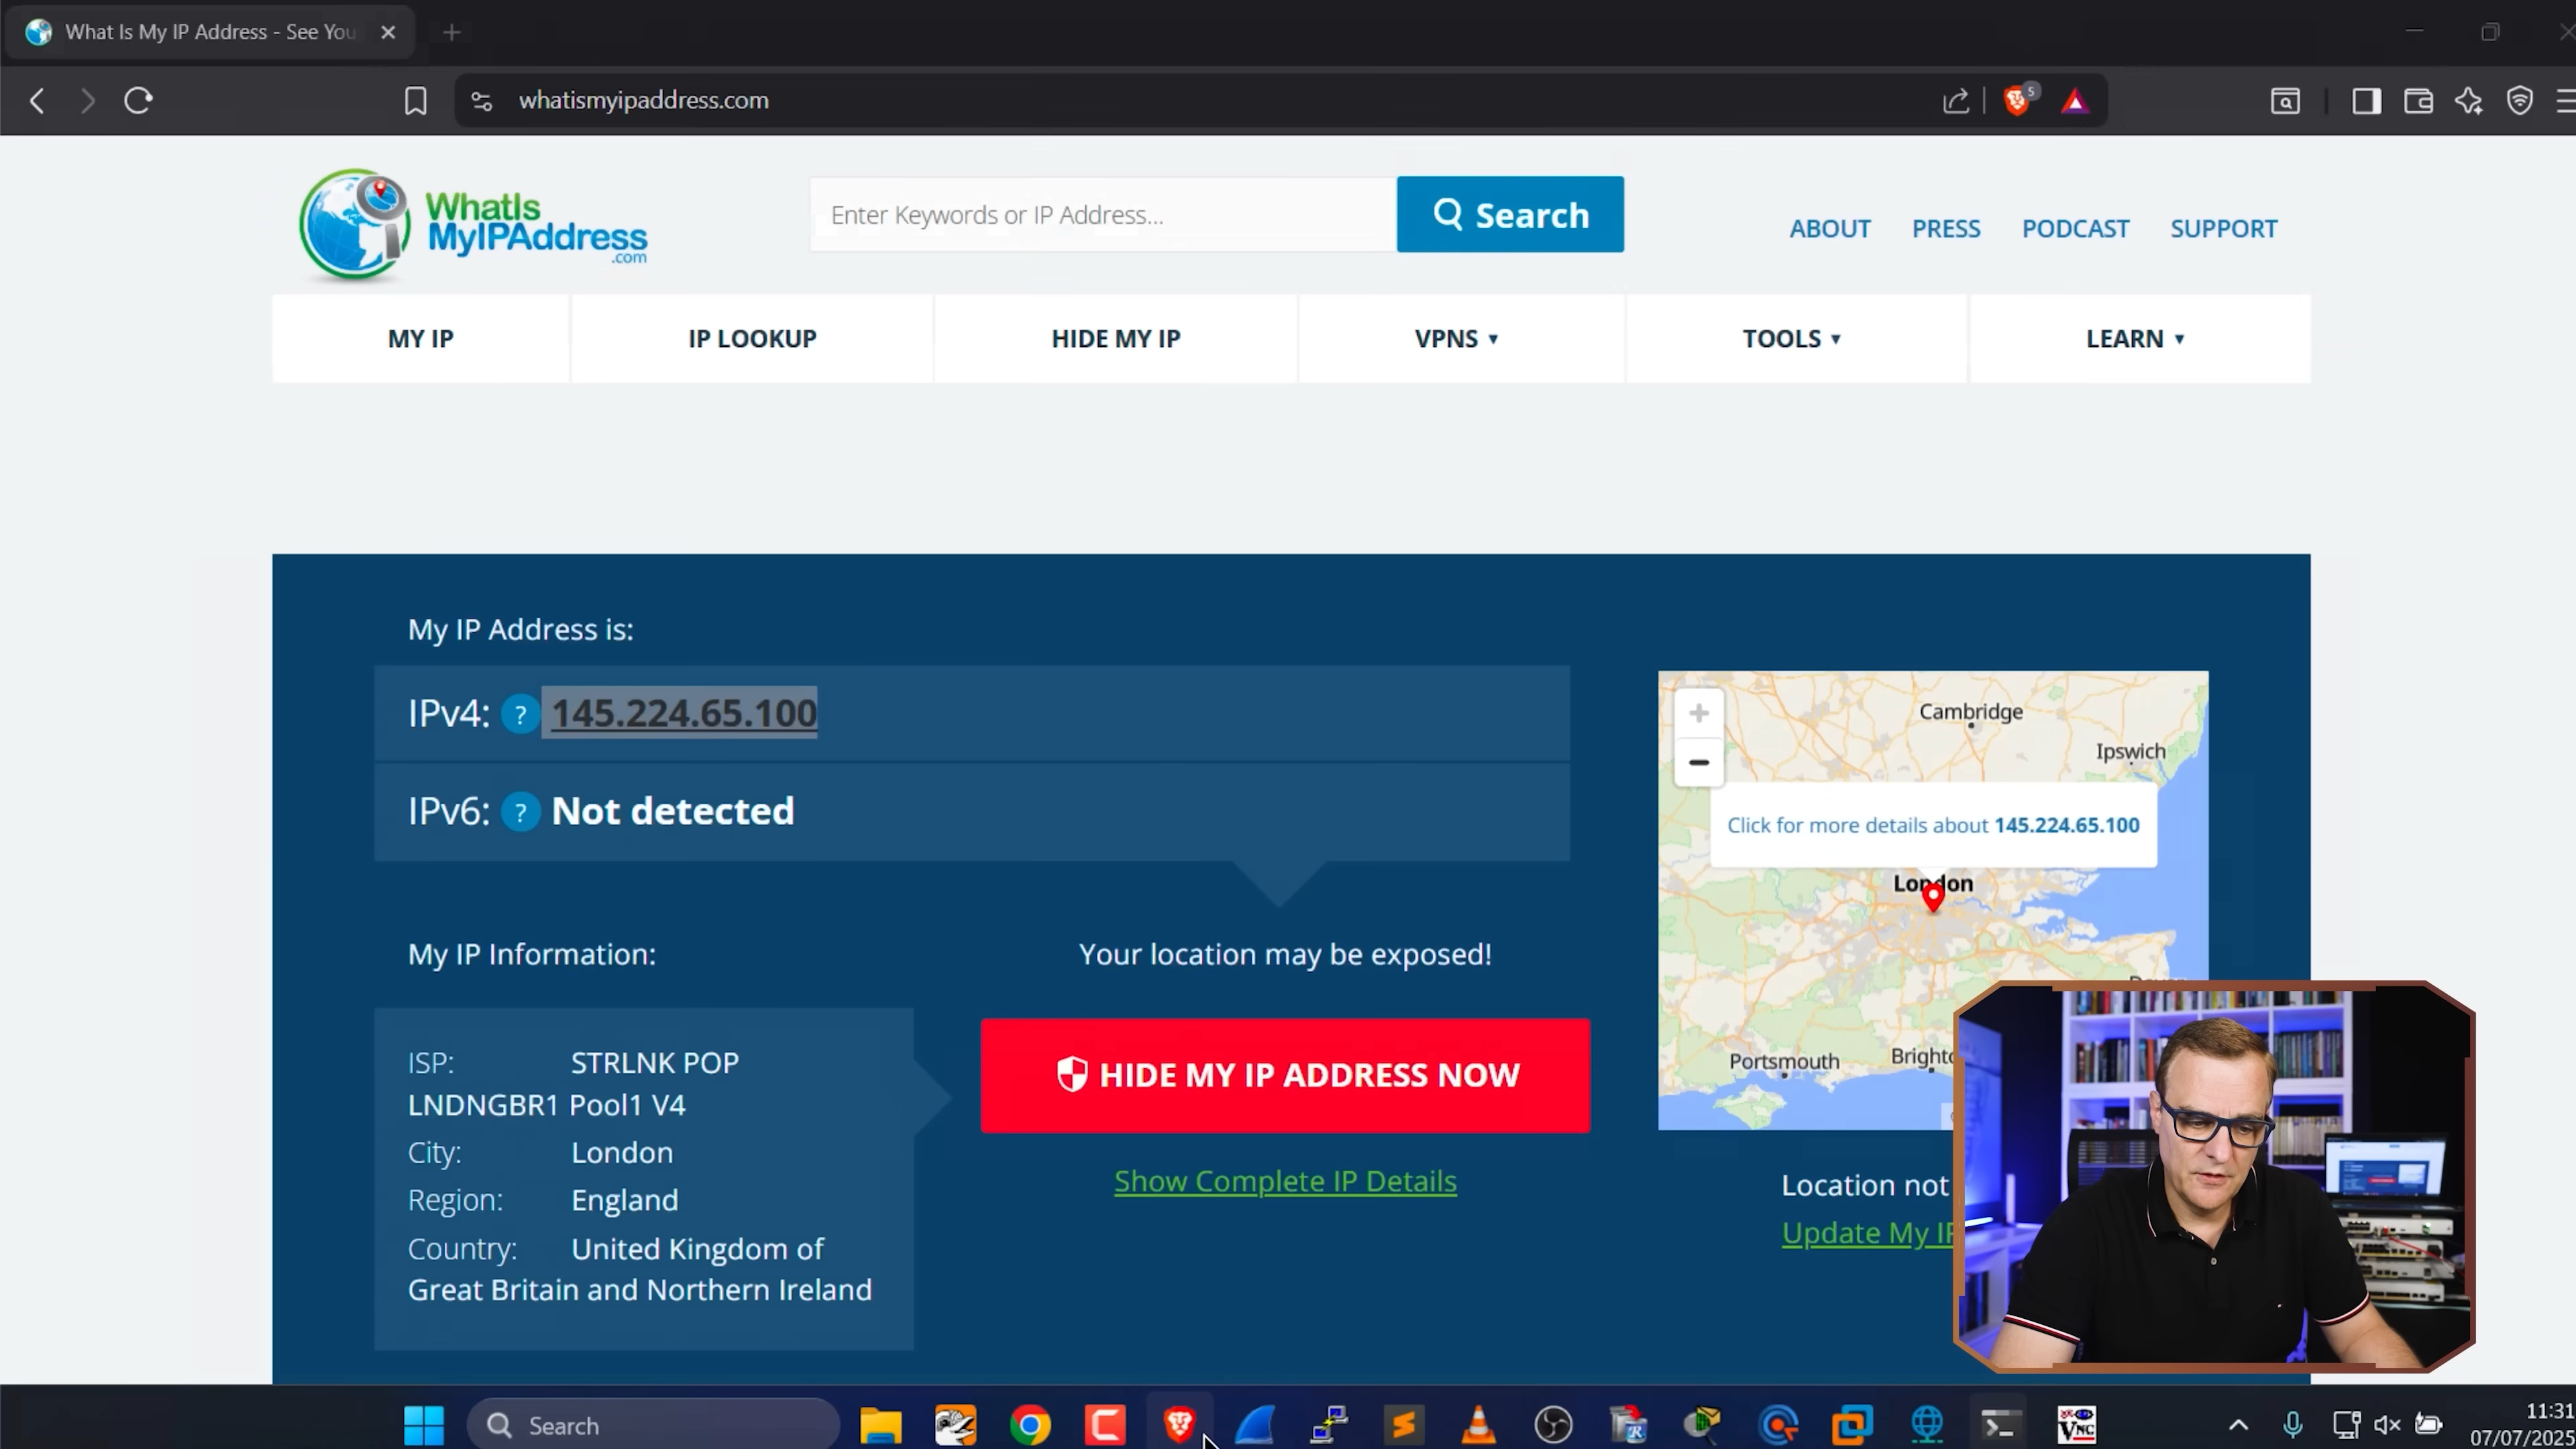 What Is My IP Address - See You
whatismyipaddress.com
5
WhatIs
MyIPAddress
.com
Enter Keywords or IP Address...
Search
ABOUT PRESS PODCAST SUPPORT
MY IP IP LOOKUP HIDE MY IP VPNS ▾ TOOLS ▾ LEARN ▾
My IP Address is:
IPv4: ? 145.224.65.100
IPv6: ? Not detected
Cambridge
Ipswich
Click for more details about 145.224.65.100
London
Portsmouth
My IP Information:
Your location may be exposed!
ISP: STRLNK POP
LNDNGBR1 Pool1 V4
City: London
Region: England
Country: United Kingdom of
Great Britain and Northern Ireland
HIDE MY IP ADDRESS NOW
Show Complete IP Details
Location not
Update My IP
Search
VNC
11:31
07/07/2025